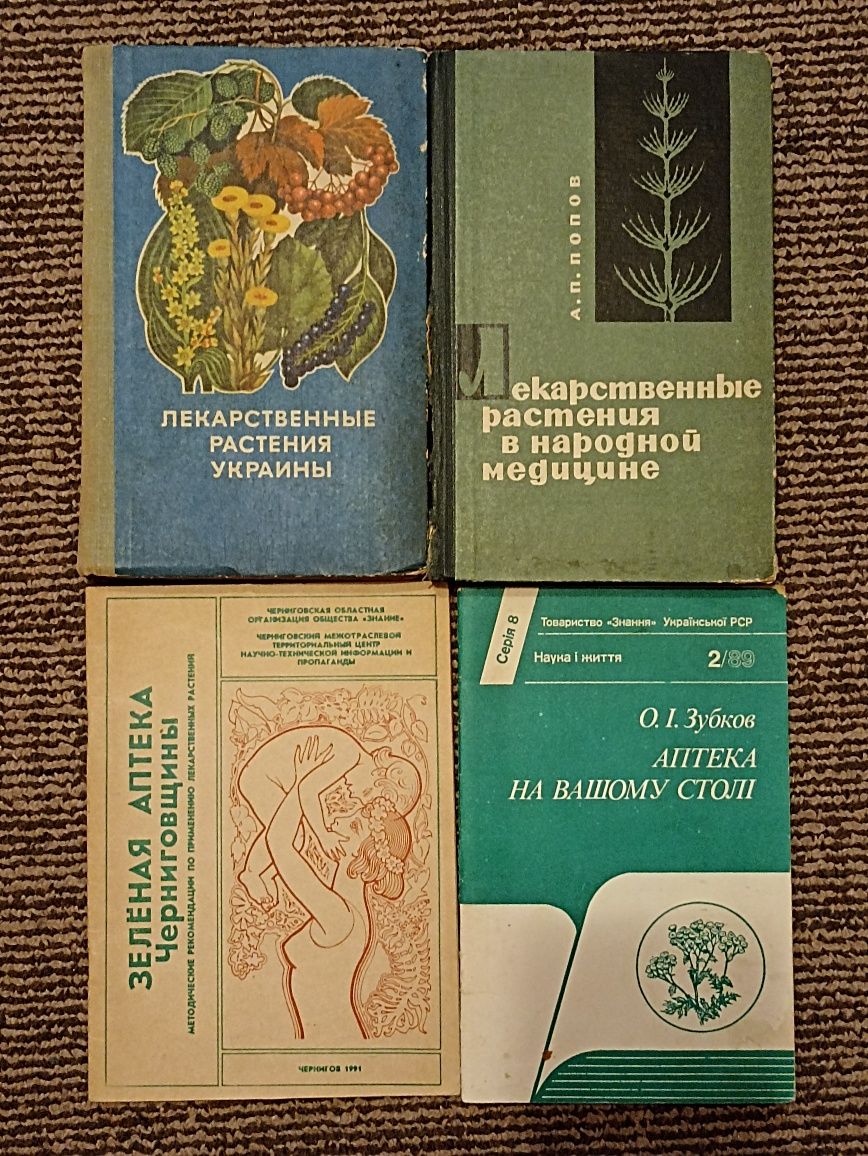 ЛЕКАРСТВЕННЫЕ
РАСТЕНИЯ
УКРАИНЫ
А.П.ПОПОВ
Лекарственные
растения
в народной
медицине
ЗЕЛЁНАЯ АПТЕКА
Черниговщины
МЕТОДИЧЕСКИЕ РЕКОМЕНДАЦИИ ПО ПРИМЕНЕНИЮ ЛЕКАРСТВЕННЫХ РАСТЕНИЙ
ЧЕРНИГОВСКАЯ ОБЛАСТНАЯ
ОРГАНИЗАЦИЯ ОБЩЕСТВА «ЗНАНИЕ»
ЧЕРНИГОВСКИЙ МЕЖОТРАСЛЕВОЙ
ТЕРРИТОРИАЛЬНЫЙ ЦЕНТР
НАУЧНО-ТЕХНИЧЕСКОЙ ИНФОРМАЦИИ И
ПРОПАГАНДЫ
ЧЕРНИГОВ 1991
Серія 8
Товариство «Знання» Української РСР
Наука і життя 2/89
О. І. Зубков
АПТЕКА
НА ВАШОМУ СТОЛІ